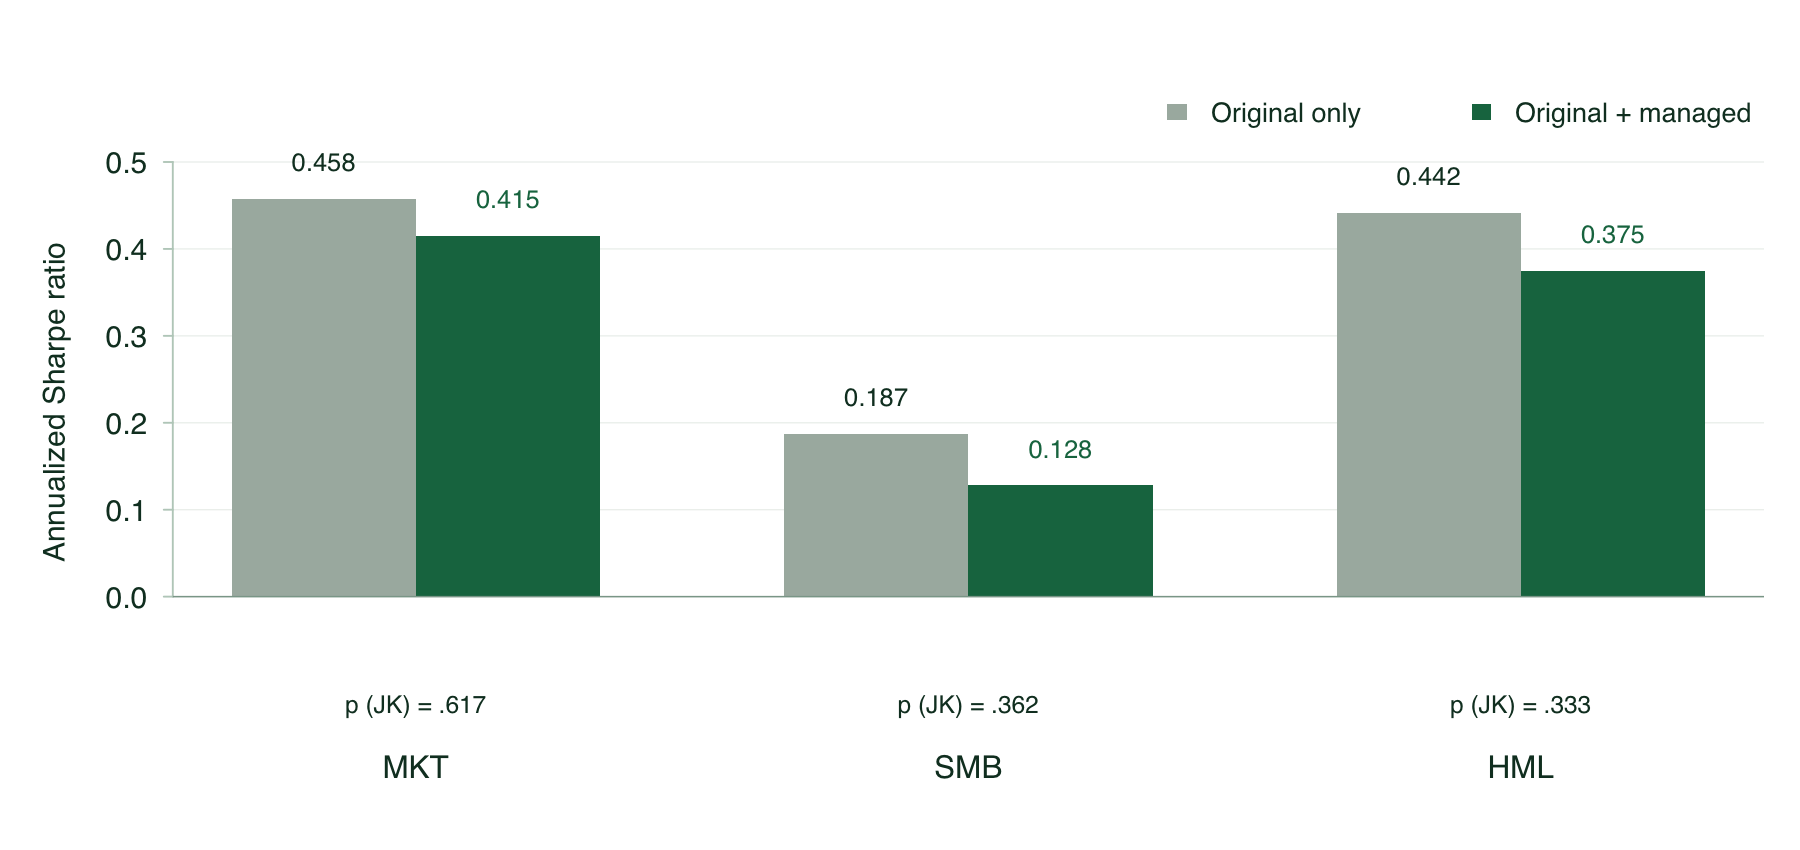 Original only
Original + managed
Annualized Sharpe ratio
0.5
0.4
0.3
0.2
0.1
0.0
0.458
0.415
0.187
0.128
0.442
0.375
p (JK) = .617
p (JK) = .362
p (JK) = .333
MKT
SMB
HML